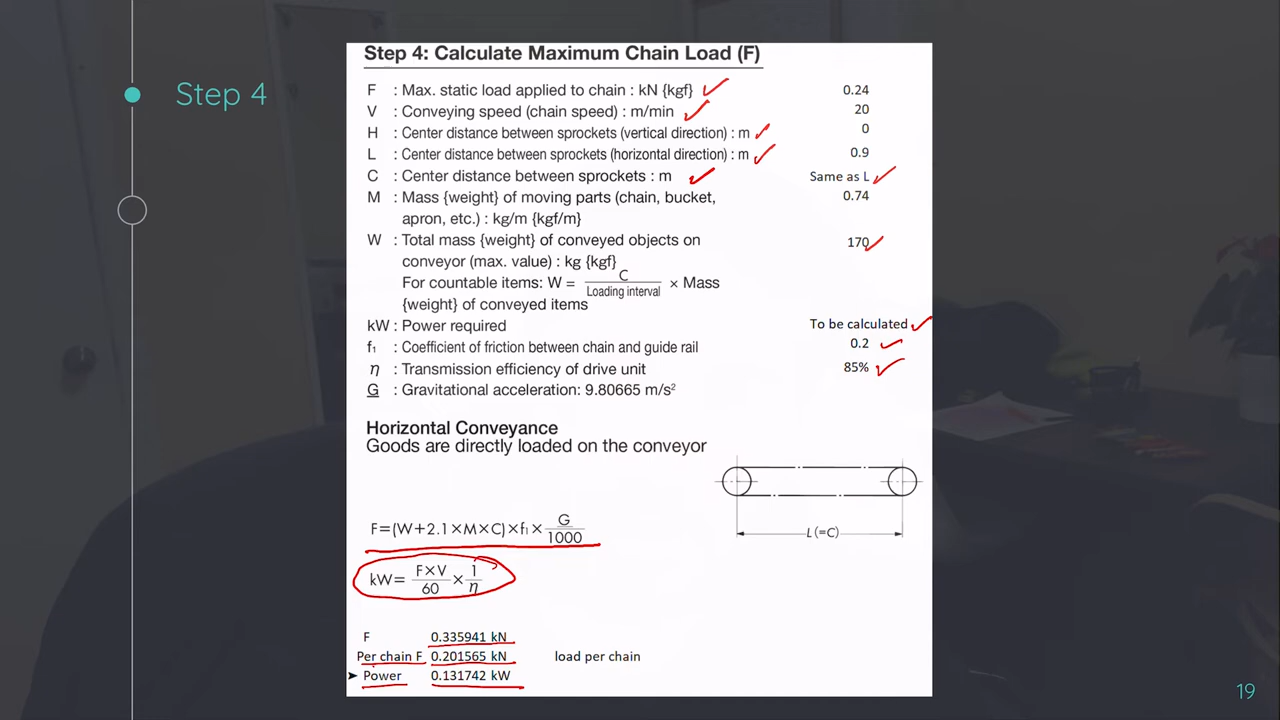 Step 4
Step 4: Calculate Maximum Chain Load (F)
F : Max. static load applied to chain : kN {kgf} 0.24
V : Conveying speed (chain speed) : m/min 20
H : Center distance between sprockets (vertical direction) : m 0
L : Center distance between sprockets (horizontal direction) : m 0.9
C : Center distance between sprockets : m Same as L
M : Mass {weight} of moving parts (chain, bucket, 0.74
apron, etc.) : kg/m {kgf/m}
W : Total mass {weight} of conveyed objects on 170
conveyor (max. value) : kg {kgf}
For countable items: W = C / Loading interval × Mass
{weight} of conveyed items
kW : Power required To be calculated
f₁ : Coefficient of friction between chain and guide rail 0.2
η : Transmission efficiency of drive unit 85%
G : Gravitational acceleration: 9.80665 m/s²
Horizontal Conveyance
Goods are directly loaded on the conveyor
F=(W+2.1×M×C)×f₁× G/1000
L(=C)
kW= F×V/60 × 1/η
F 0.335941 kN
Per chain F 0.201565 kN load per chain
➤ Power 0.131742 kW
19